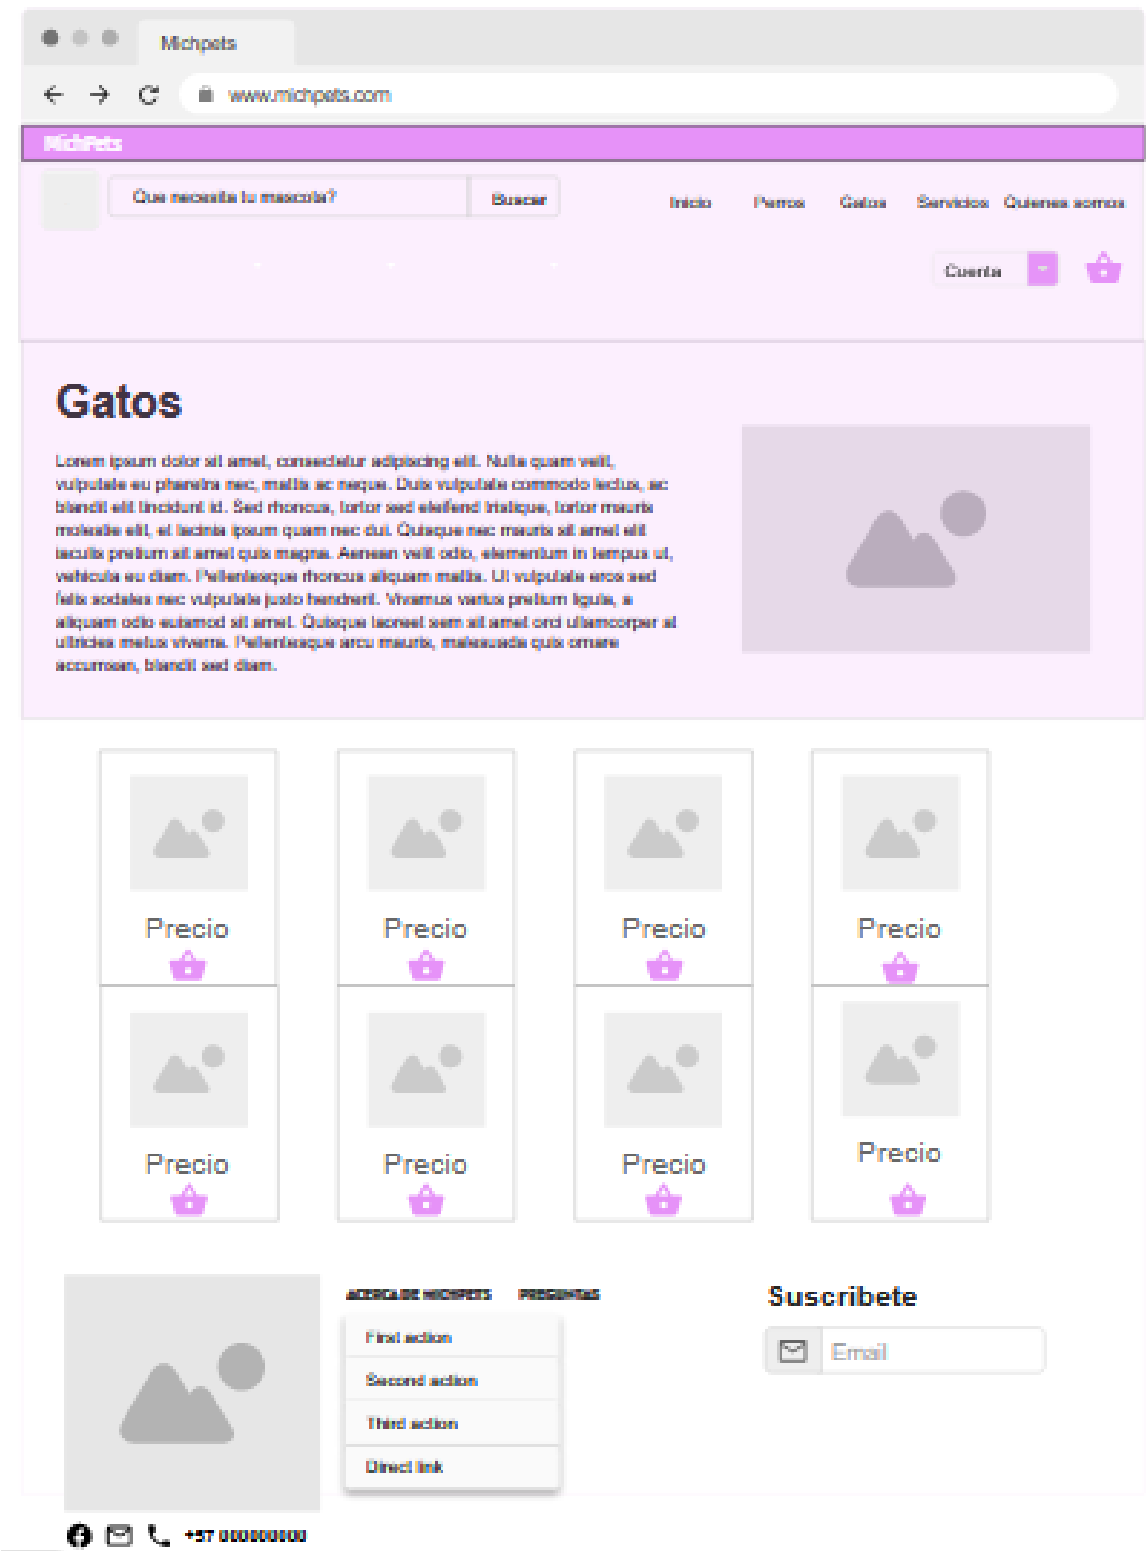 Michpets
www.michpets.com
MichPets
Que necesita tu mascota?
Buscar
Inicio
Perros
Gatos
Servicios
Quienes somos
Cuenta
Gatos
Lorem ipsum dolor sit amet, consectetur adipiscing elit. Nulla quam velit,
vulputate eu pharetra nec, mattis ac neque. Duis vulputate commodo lectus, ac
blandit elit tincidunt id. Sed rhoncus, tortor sed eleifend tristique, tortor mauris
molestie elit, et lacinia ipsum quam nec dui. Quisque nec mauris sit amet elit
iaculis pretium sit amet quis magna. Aenean velit odio, elementum in tempus ut,
vehicula eu diam. Pellentesque rhoncus aliquam mattis. Ut vulputate eros sed
felis sodales nec vulputate justo hendrerit. Vivamus varius pretium ligula, a
aliquam odio euismod sit amet. Quisque laoreet sem sit amet orci ullamcorper at
ultricies metus viverra. Pellentesque arcu mauris, malesuada quis ornare
accumsan, blandit sed diam.
Precio
Precio
Precio
Precio
Precio
Precio
Precio
Precio
ACERCA DE MICHPETS
PREGUNTAS
First action
Second action
Third action
Direct link
Suscribete
Email
+57 000000000